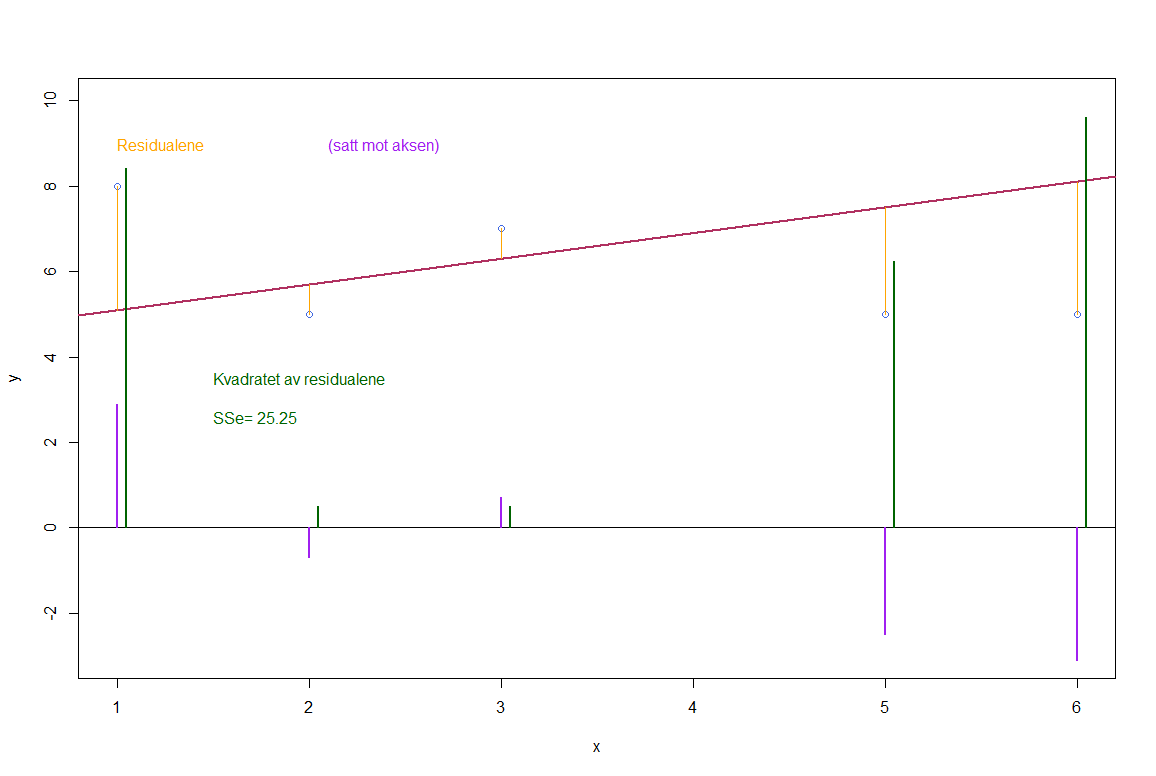 10
8
6
4
2
0
-2
y
Residualene (satt mot aksen)
Kvadratet av residualene
SSe= 25.25
1 2 3 4 5 6
x